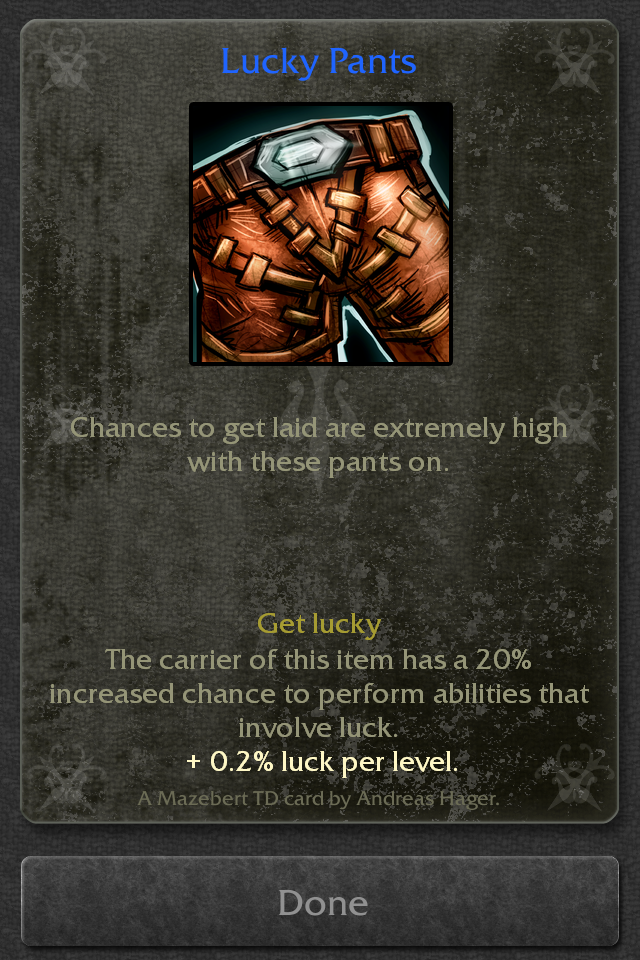 Lucky Pants
Chances to get laid are extremely high
with these pants on.
Get lucky
The carrier of this item has a 20%
increased chance to perform abilities that
involve luck.
+ 0.2% luck per level.
A Mazebert TD card by Andreas Hager.
Done